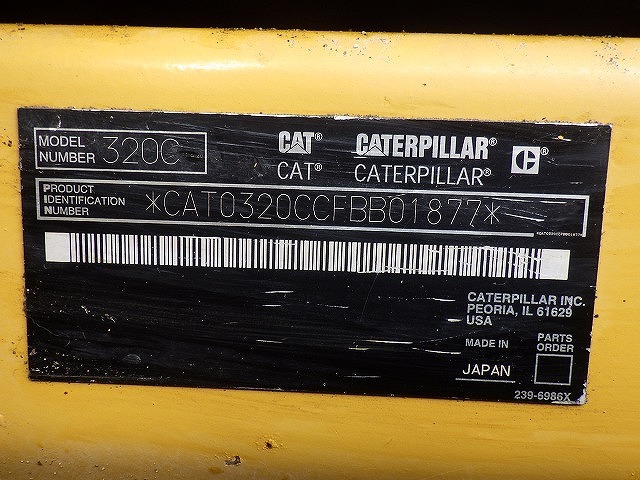 MODEL NUMBER 320C
CAT® CATERPILLAR® C®
CAT® CATERPILLAR®
PRODUCT IDENTIFICATION NUMBER *CAT0320CCFBB01877*
*CAT0320CCFBB01877*
CATERPILLAR INC.
PEORIA, IL 61629
USA
MADE IN JAPAN
PARTS ORDER
239-6986X